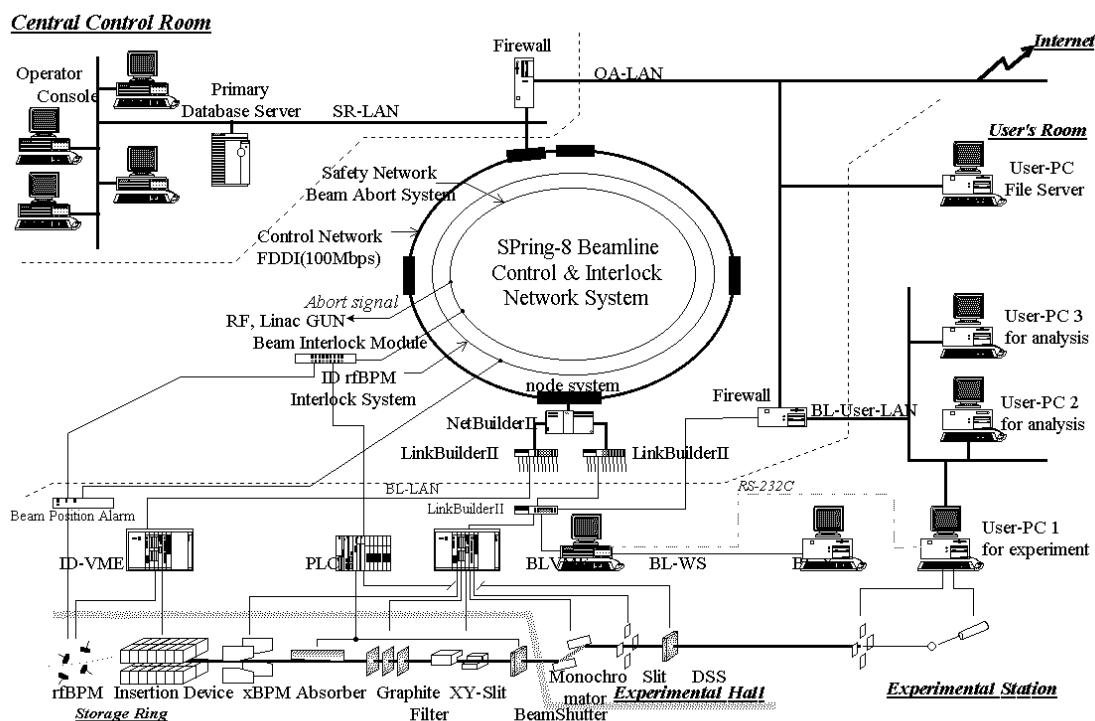 Central Control Room
Operator
Console
Primary
Database Server
SR-LAN
Firewall
OA-LAN
Internet
User's Room
User-PC
File Server
Safety Network
Beam Abort System
Control Network
FDDI(100Mbps)
SPring-8 Beamline
Control & Interlock
Network System
Abort signal
RF, Linac GUN
Beam Interlock Module
ID rfBPM
Interlock System
node system
NetBuilderII
LinkBuilderII
LinkBuilderII
Firewall
BL-User-LAN
User-PC 3
for analysis
User-PC 2
for analysis
BL-LAN
RS-232C
Beam Position Alarm
LinkBuilderII
User-PC 1
for experiment
ID-VME
PLC
BL-WS
rfBPM
Insertion Device
xBPM
Absorber
Graphite
Filter
XY-Slit
BeamShutter
Monochro
mator
Slit
DSS
Storage Ring
Experimental Hall
Experimental Station